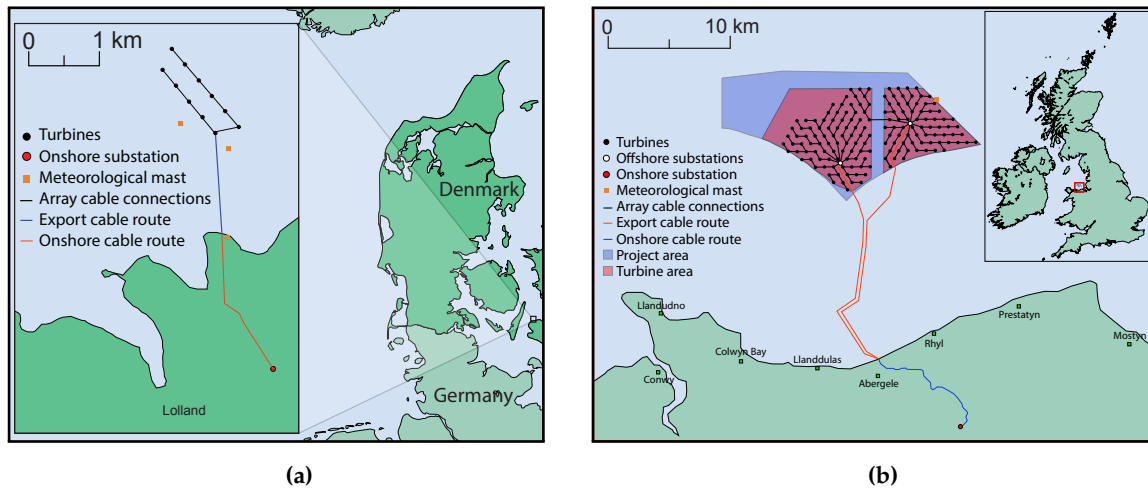 0 1 km
Turbines
Onshore substation
Meteorological mast
Array cable connections
Export cable route
Onshore cable route
Lolland
Denmark
Germany
(a)
0 10 km
Turbines
Offshore substations
Onshore substation
Meteorological mast
Array cable connections
Export cable route
Onshore cable route
Project area
Turbine area
Llandudno
Colwyn Bay
Conwy
Llanddulas
Abergele
Rhyl
Prestatyn
Mostyn
(b)